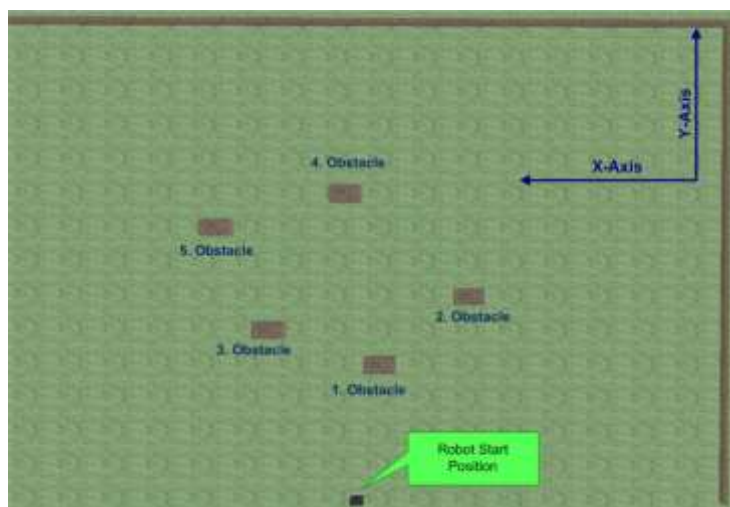 Y-Axis
4. Obstacle
X-Axis
5. Obstacle
2. Obstacle
3. Obstacle
1. Obstacle
Robot Start
Position